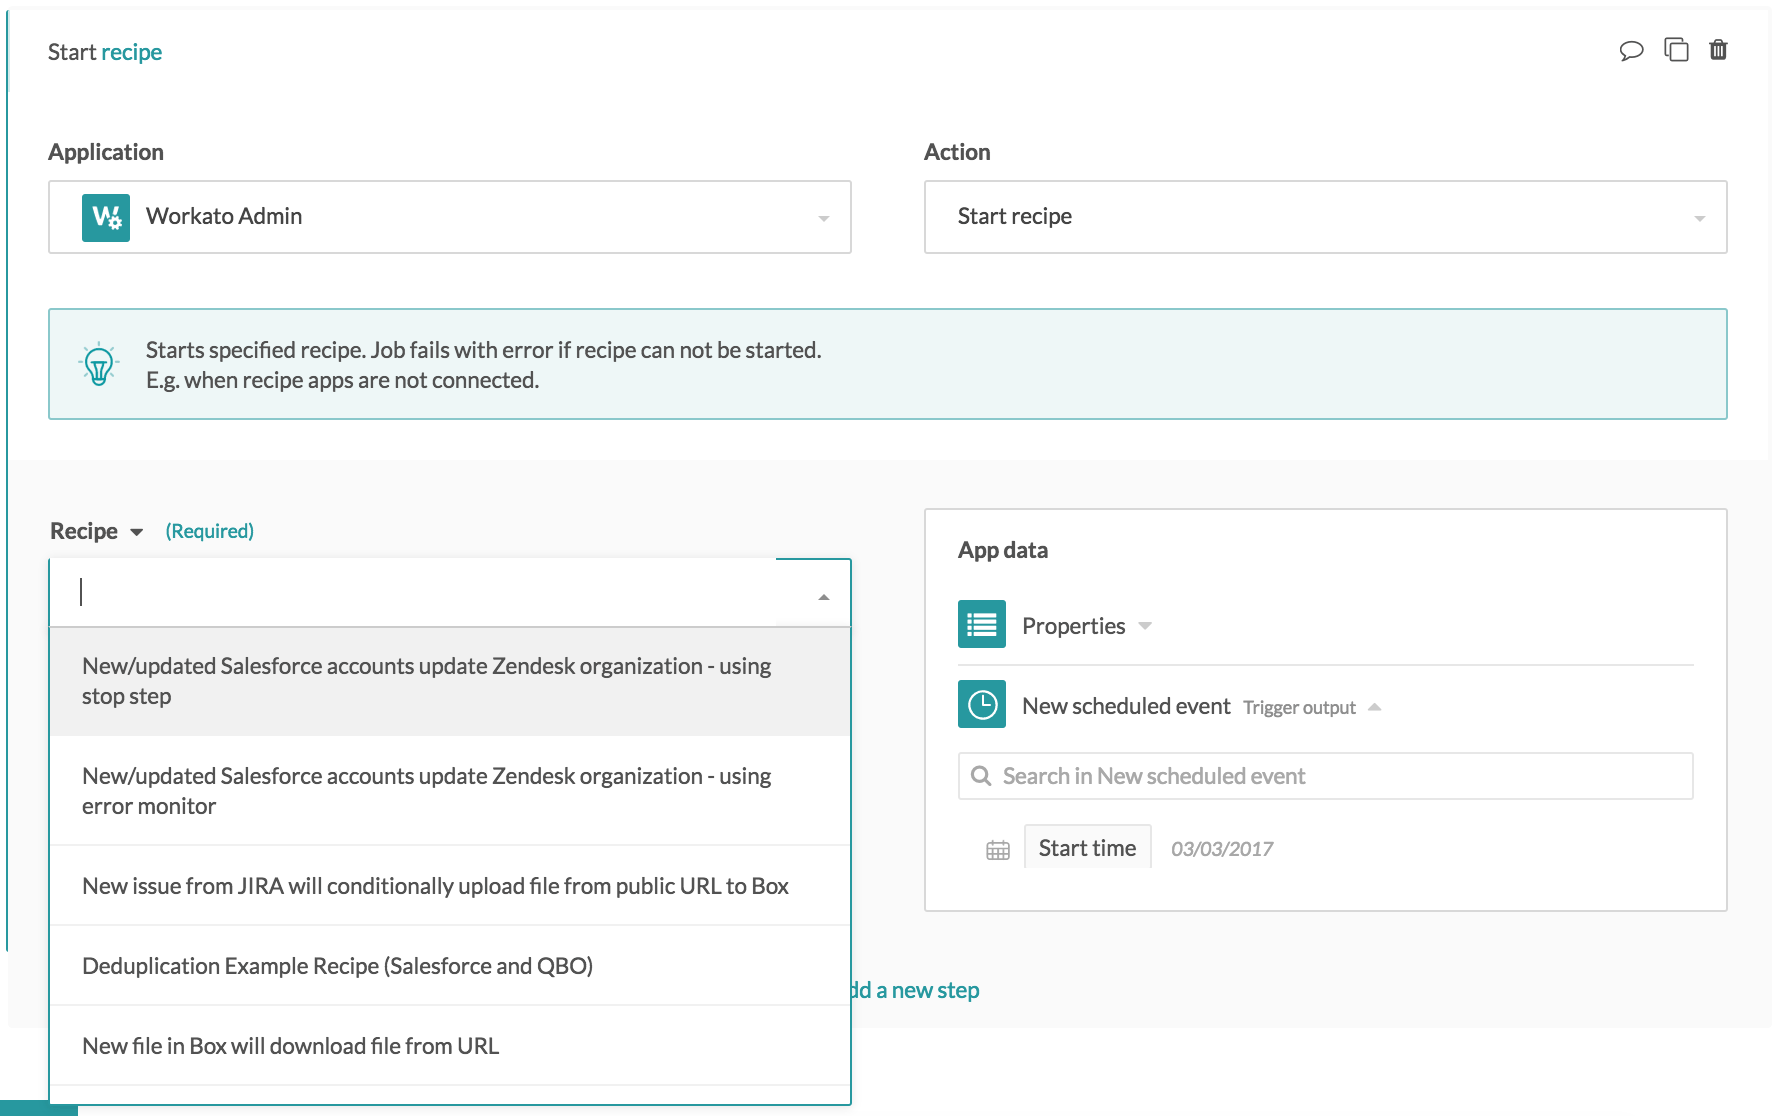 Start recipe
Application
Action
Workato Admin
Start recipe
Starts specified recipe. Job fails with error if recipe can not be started.
E.g. when recipe apps are not connected.
Recipe (Required)
New/updated Salesforce accounts update Zendesk organization - using
stop step
New/updated Salesforce accounts update Zendesk organization - using
error monitor
New issue from JIRA will conditionally upload file from public URL to Box
Deduplication Example Recipe (Salesforce and QBO)
New file in Box will download file from URL
App data
Properties
New scheduled event Trigger output
Search in New scheduled event
Start time 03/03/2017
dd a new step